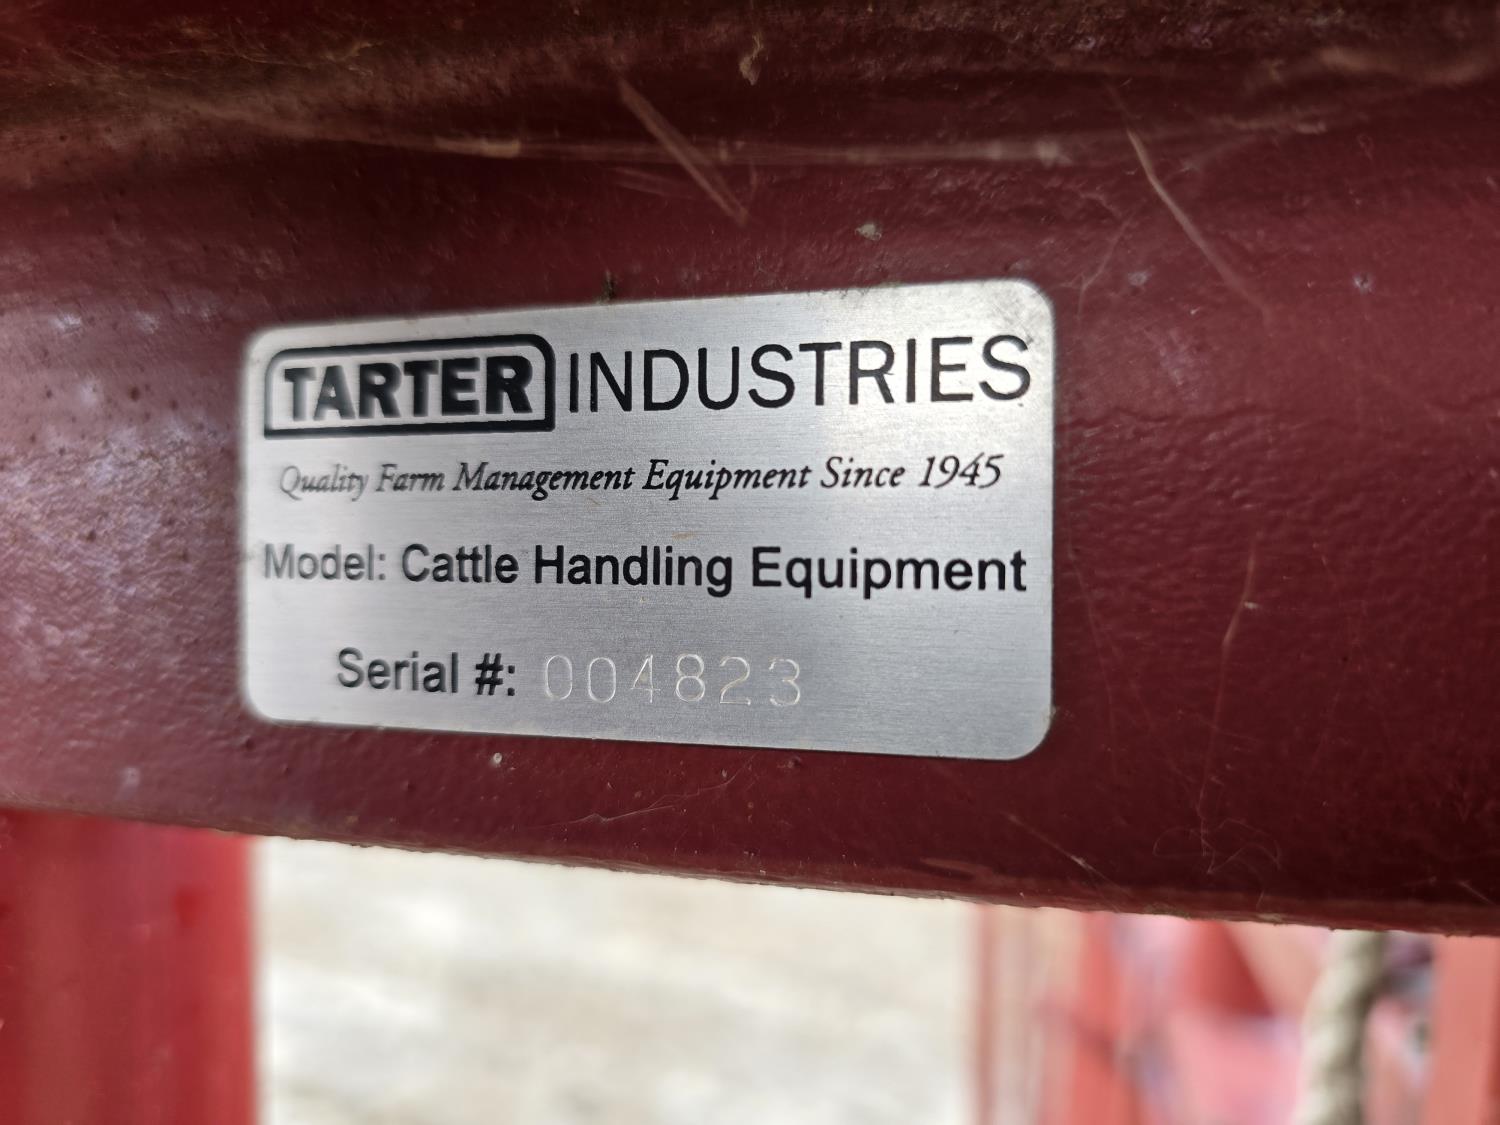 TARTER INDUSTRIES
Quality Farm Management Equipment Since 1945
Model: Cattle Handling Equipment
Serial #: 004823